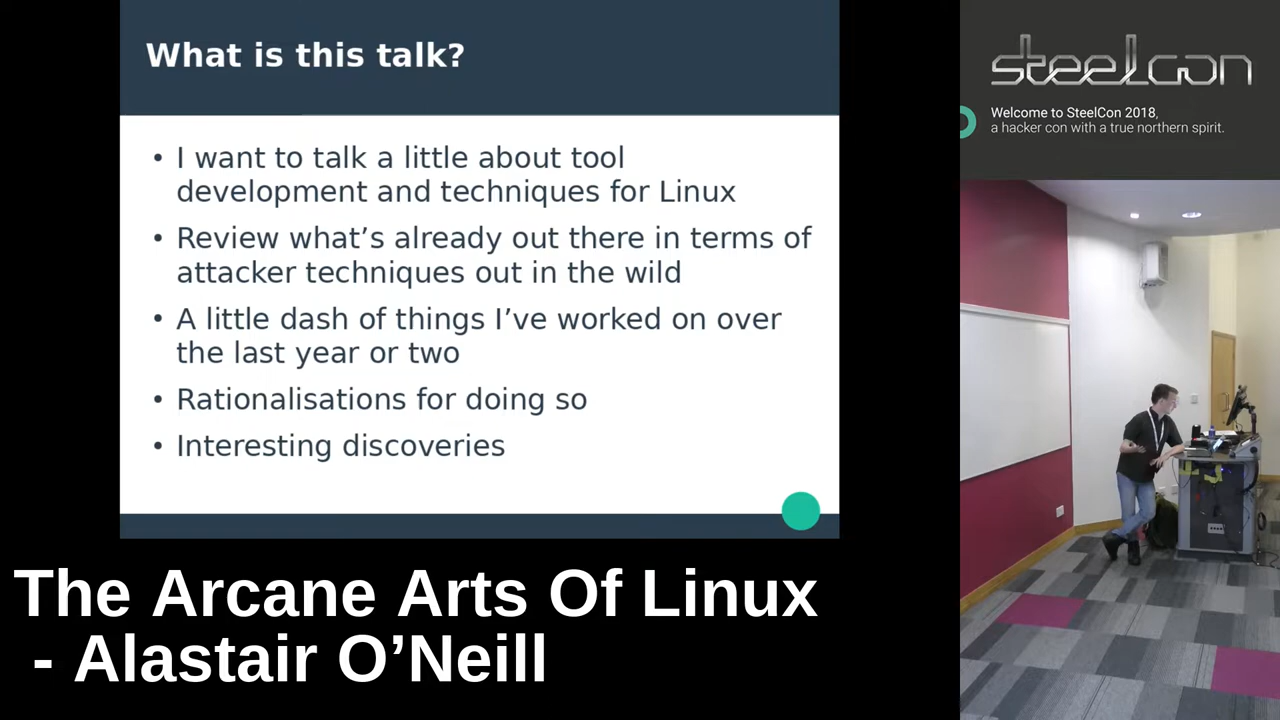 What is this talk?
• I want to talk a little about tool
development and techniques for Linux
• Review what’s already out there in terms of
attacker techniques out in the wild
• A little dash of things I’ve worked on over
the last year or two
• Rationalisations for doing so
• Interesting discoveries
The Arcane Arts Of Linux
- Alastair O’Neill
steelcon
Welcome to SteelCon 2018,
a hacker con with a true northern spirit.